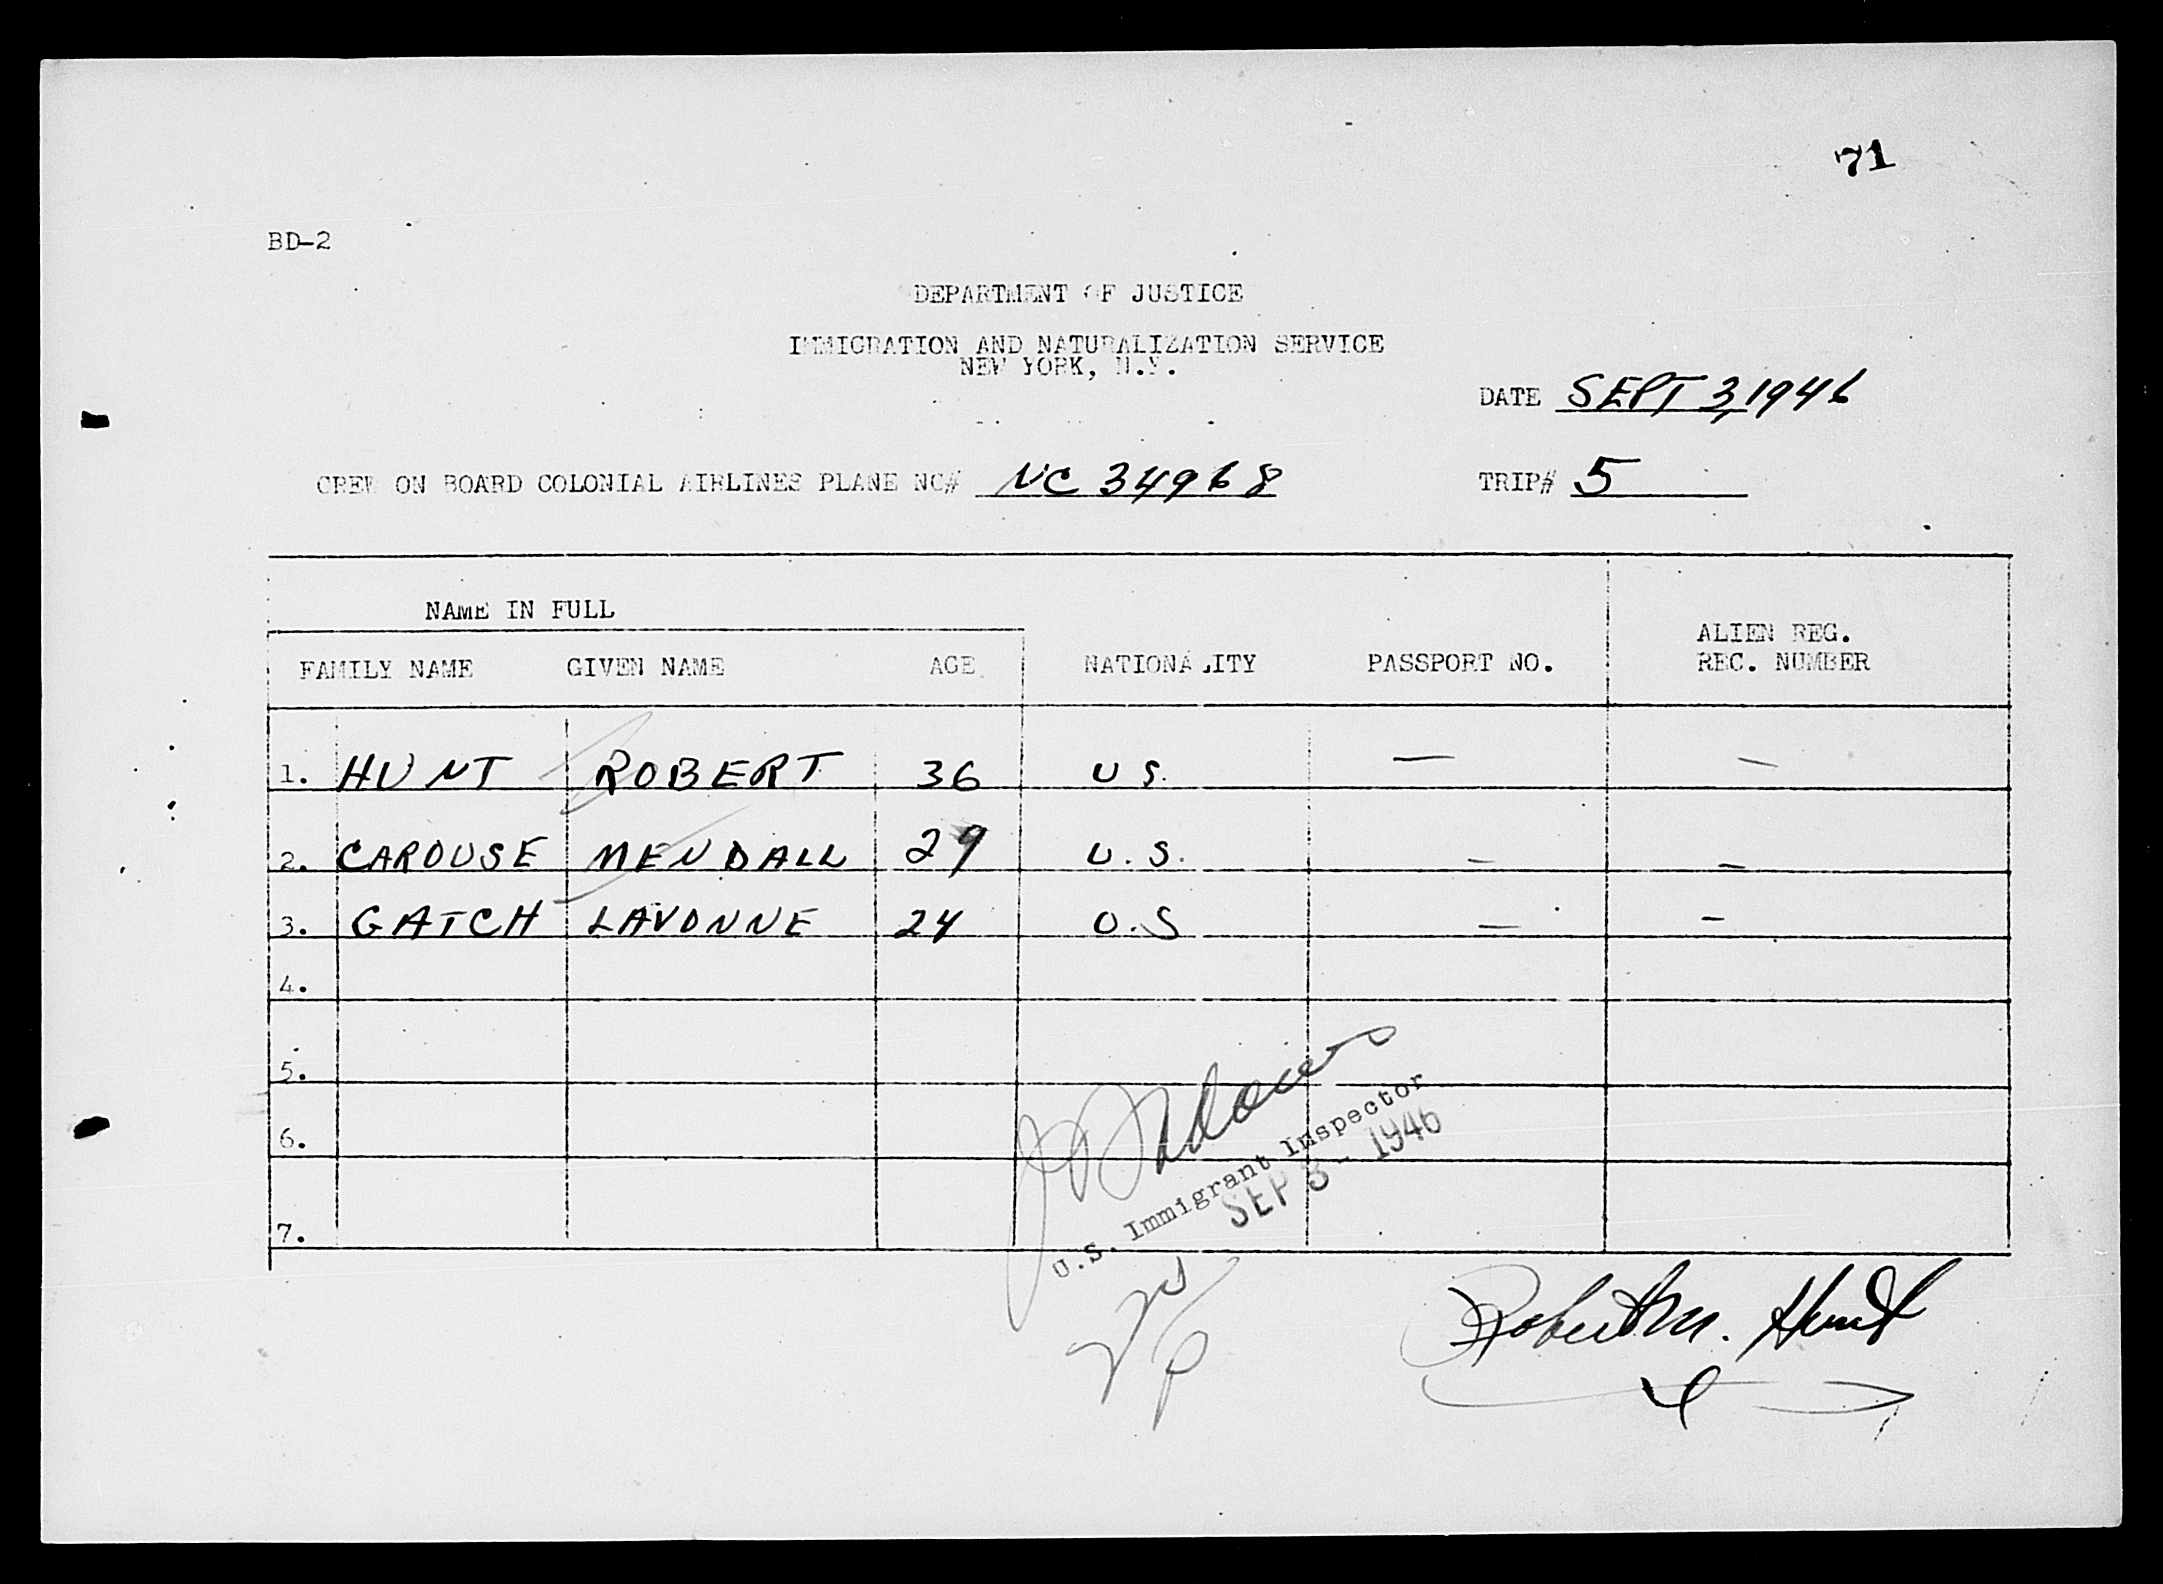 71
BD-2
DEPARTMENT OF JUSTICE
IMMIGRATION AND NATURALIZATION SERVICE
NEW YORK, N.Y.
DATE SEPT 3, 1946
CREW ON BOARD COLONIAL AIRLINES PLANE NC# NC 34968 TRIP# 5
NAME IN FULL
FAMILY NAME GIVEN NAME AGE NATIONALITY PASSPORT NO. ALIEN REG. REC. NUMBER
1. HUNT ROBERT 36 U S. — —
2. CAROUSE MENDALL 29 U.S. — —
3. GATCH LAVONNE 24 U.S — —
4.
5.
6.
7.
U.S. Immigrant Inspector
SEP 3 - 1946
Robert M. Hunt